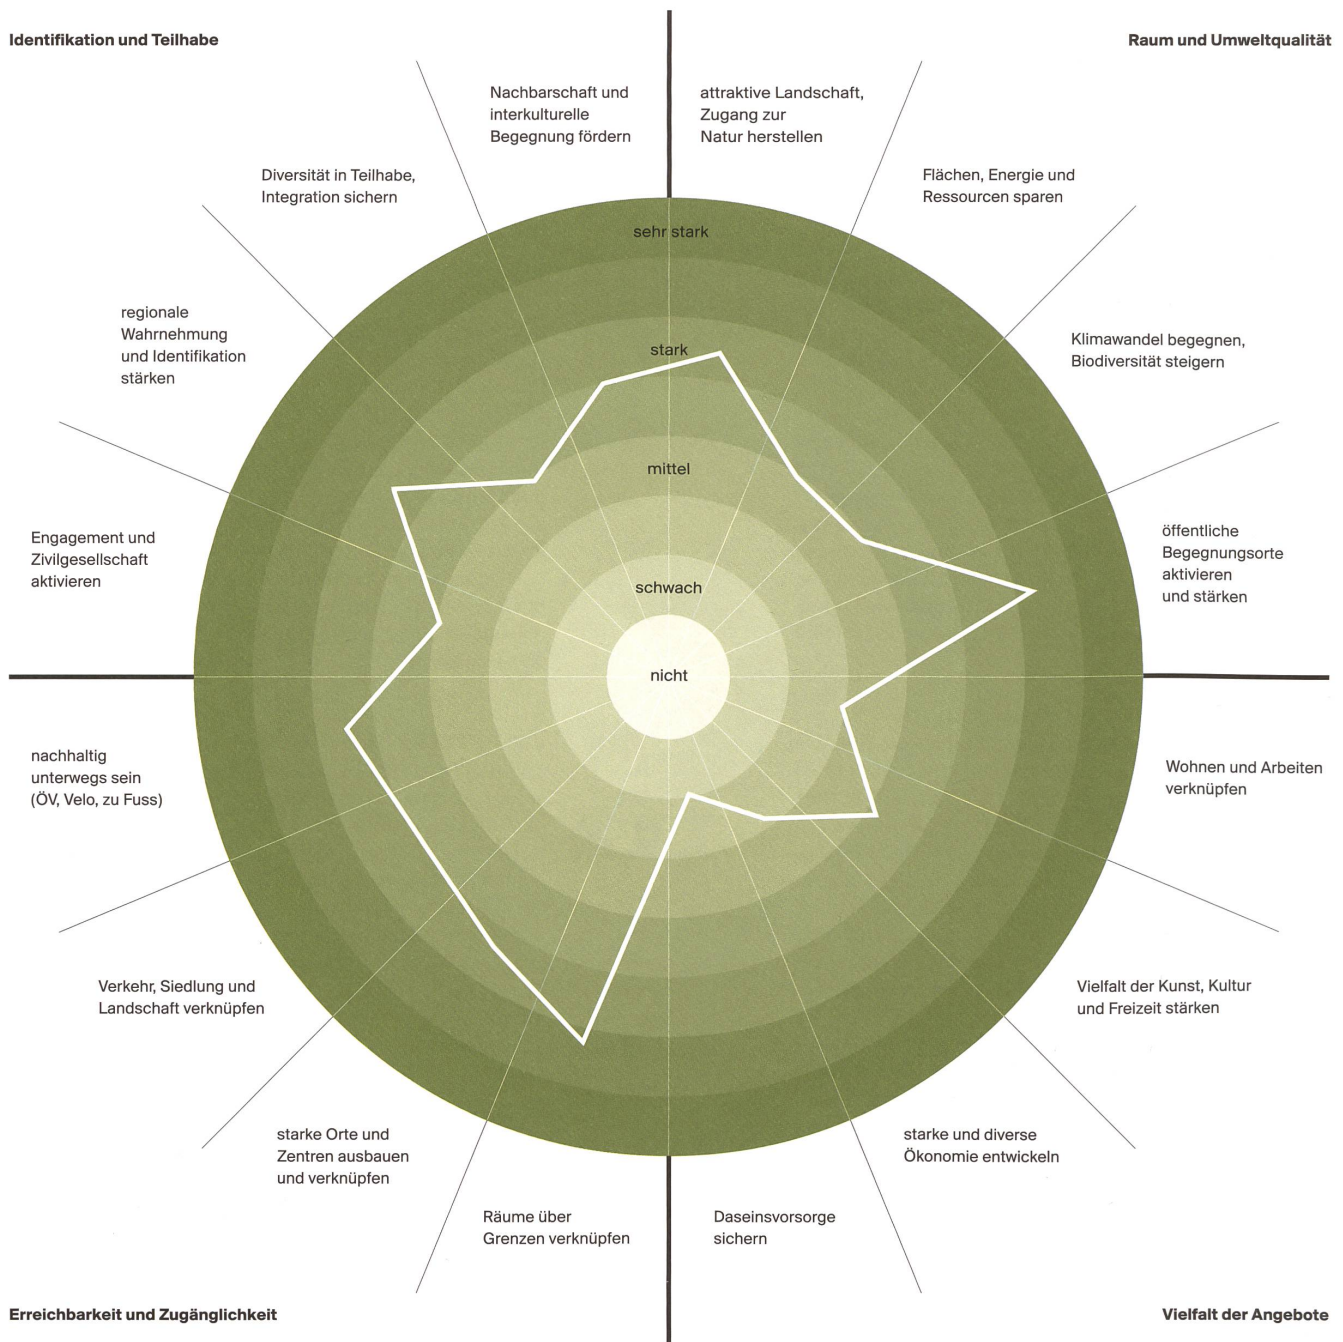 Identifikation und Teilhabe
Raum und Umweltqualität
Nachbarschaft und
interkulturelle
Begegnung fördern
attraktive Landschaft,
Zugang zur
Natur herstellen
Diversität in Teilhabe,
Integration sichern
Flächen, Energie und
Ressourcen sparen
regionale
Wahrnehmung
und Identifikation
stärken
Klimawandel begegnen,
Biodiversität steigern
Engagement und
Zivilgesellschaft
aktivieren
öffentliche
Begegnungsorte
aktivieren
und stärken
sehr stark
stark
mittel
schwach
nicht
nachhaltig
unterwegs sein
(ÖV, Velo, zu Fuss)
Wohnen und Arbeiten
verknüpfen
Verkehr, Siedlung und
Landschaft verknüpfen
Vielfalt der Kunst, Kultur
und Freizeit stärken
starke Orte und
Zentren ausbauen
und verknüpfen
starke und diverse
Ökonomie entwickeln
Räume über
Grenzen verknüpfen
Daseinsvorsorge
sichern
Erreichbarkeit und Zugänglichkeit
Vielfalt der Angebote